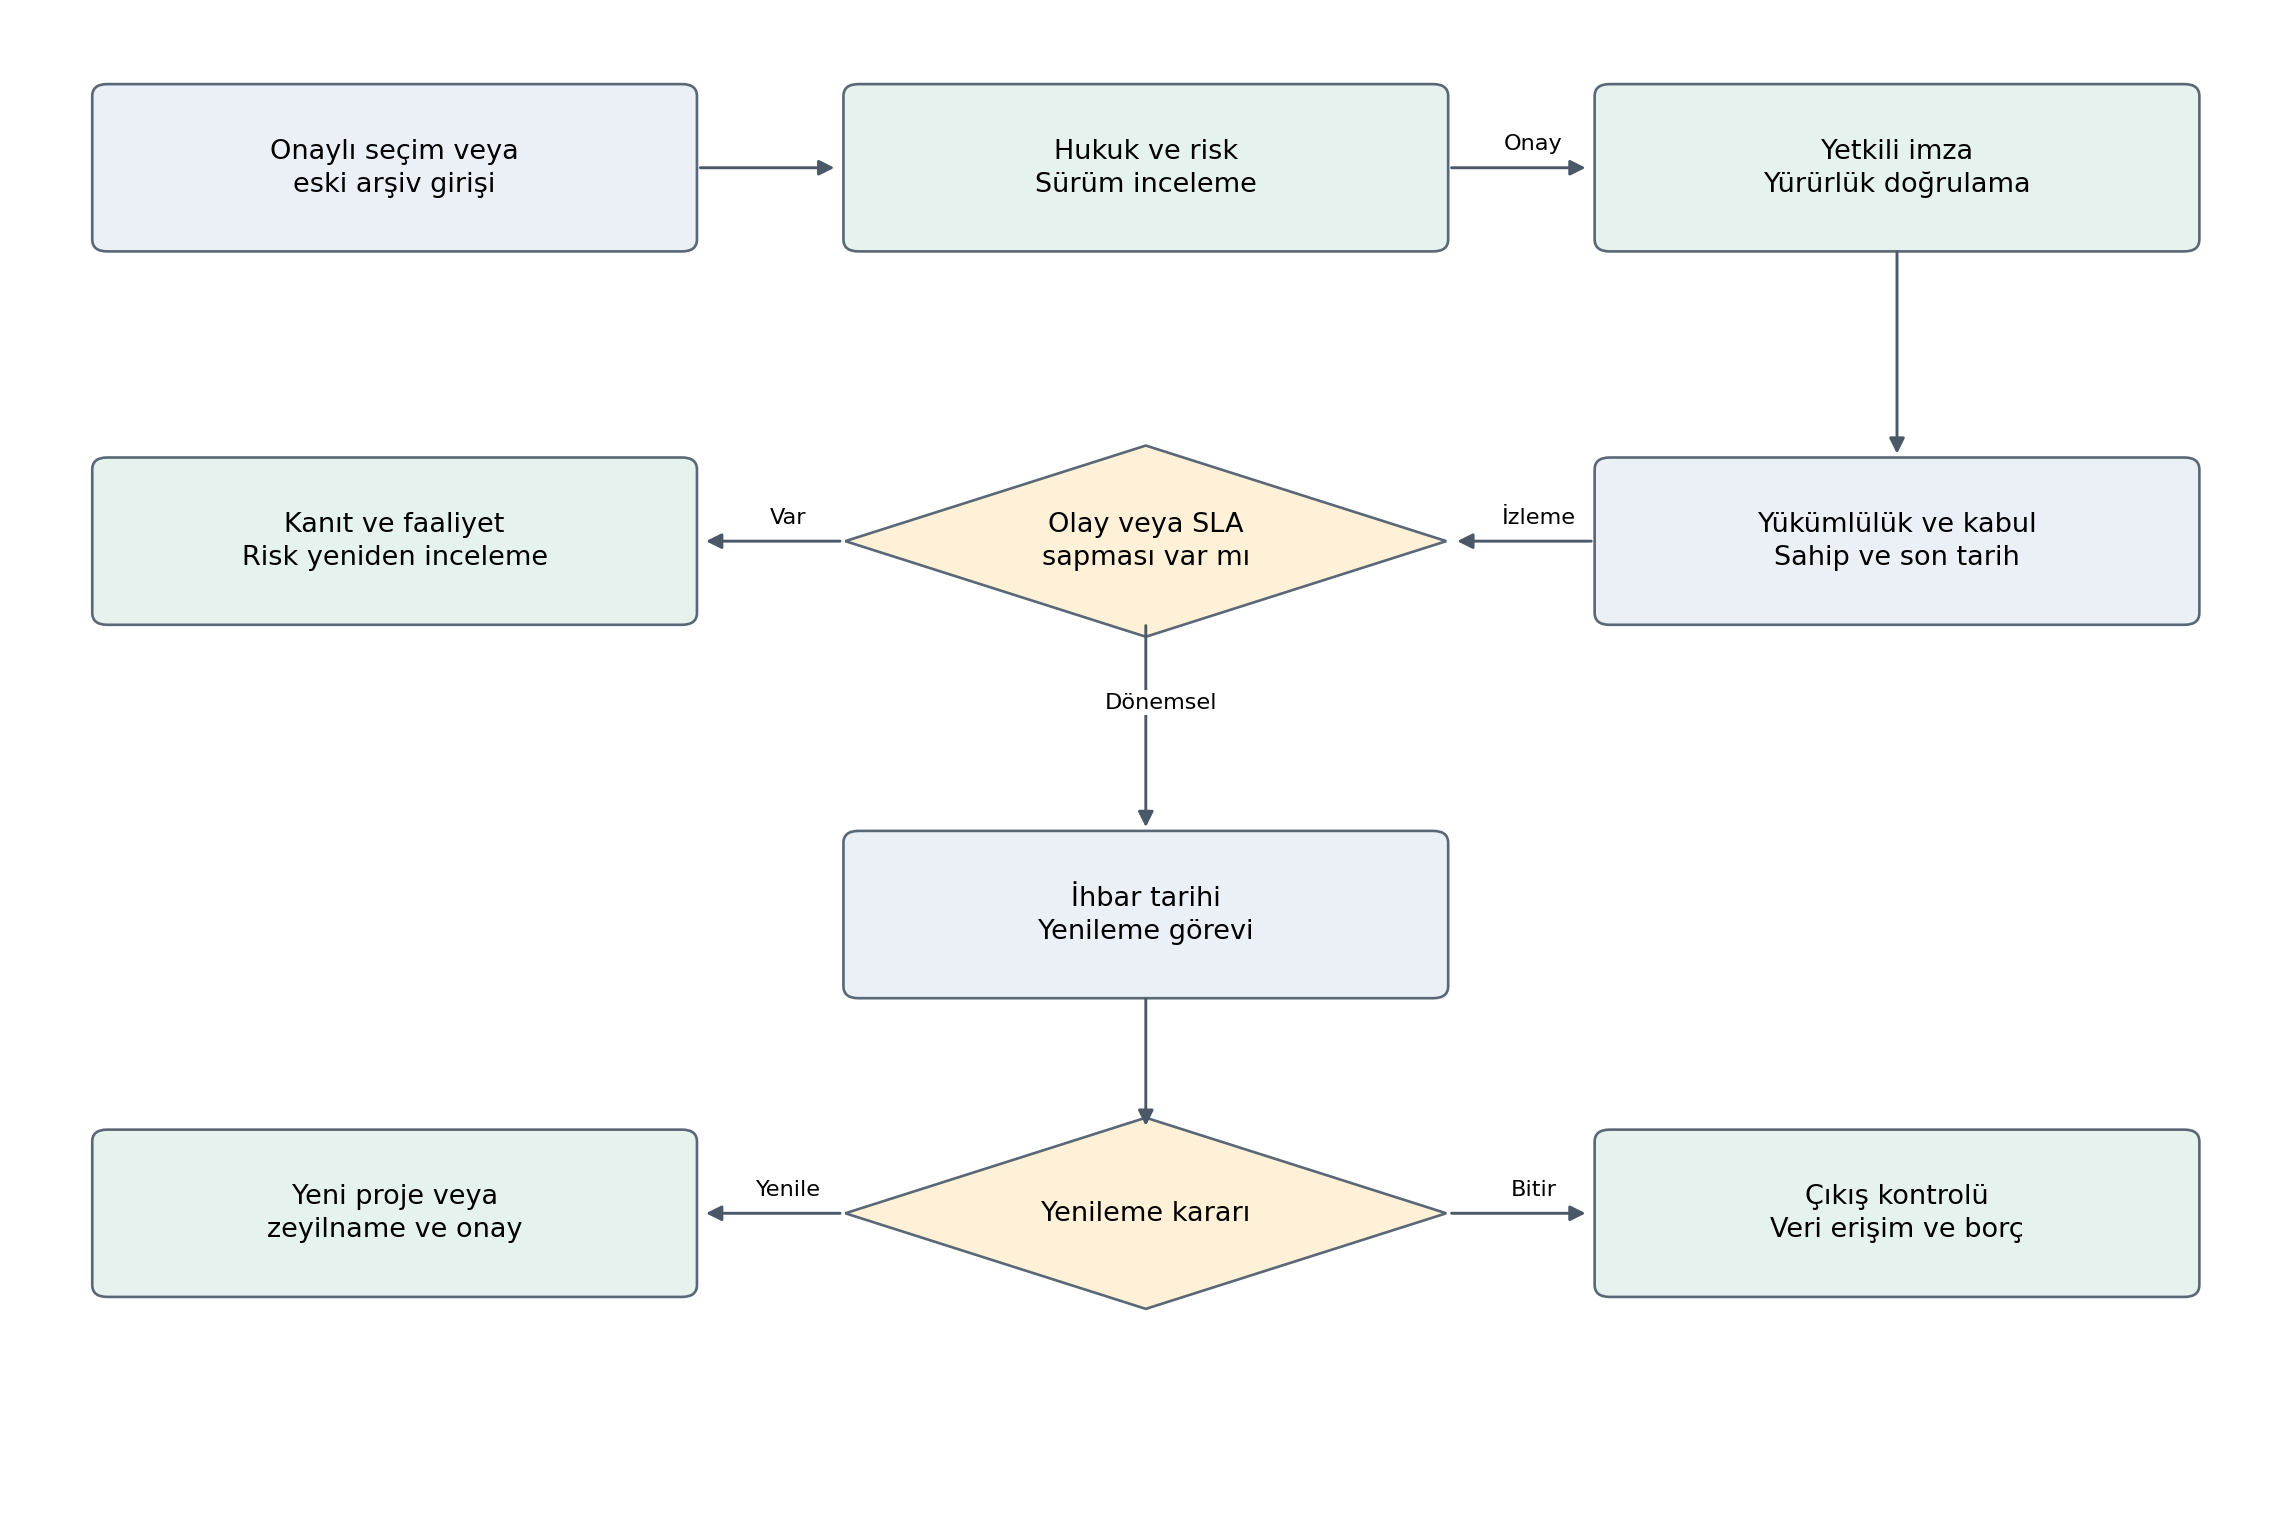 Onaylı seçim veya
eski arşiv girişi
Hukuk ve risk
Sürüm inceleme
Onay
Yetkili imza
Yürürlük doğrulama
Kanıt ve faaliyet
Risk yeniden inceleme
Var
Olay veya SLA
sapması var mı
İzleme
Yükümlülük ve kabul
Sahip ve son tarih
Dönemsel
İhbar tarihi
Yenileme görevi
Yeni proje veya
zeyilname ve onay
Yenile
Yenileme kararı
Bitir
Çıkış kontrolü
Veri erişim ve borç